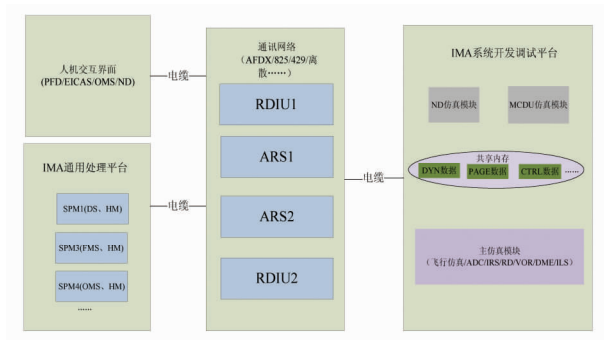 人机交互界面
(PFD/EICAS/OMS/ND)
电缆
IMA通用处理平台
SPM1(DS、HM)
SPM3(FMS、HM)
SPM4(OMS、HM)
……
电缆
通讯网络
(AFDX/825/429/离
散……)
RDIU1
ARS1
ARS2
RDIU2
电缆
IMA系统开发调试平台
ND仿真模块
MCDU仿真模块
共享内存
DYN数据
PAGE数据
CTRL数据
……
主仿真模块
(飞行仿真/ADC/IRS/RD/VOR/DME/ILS)